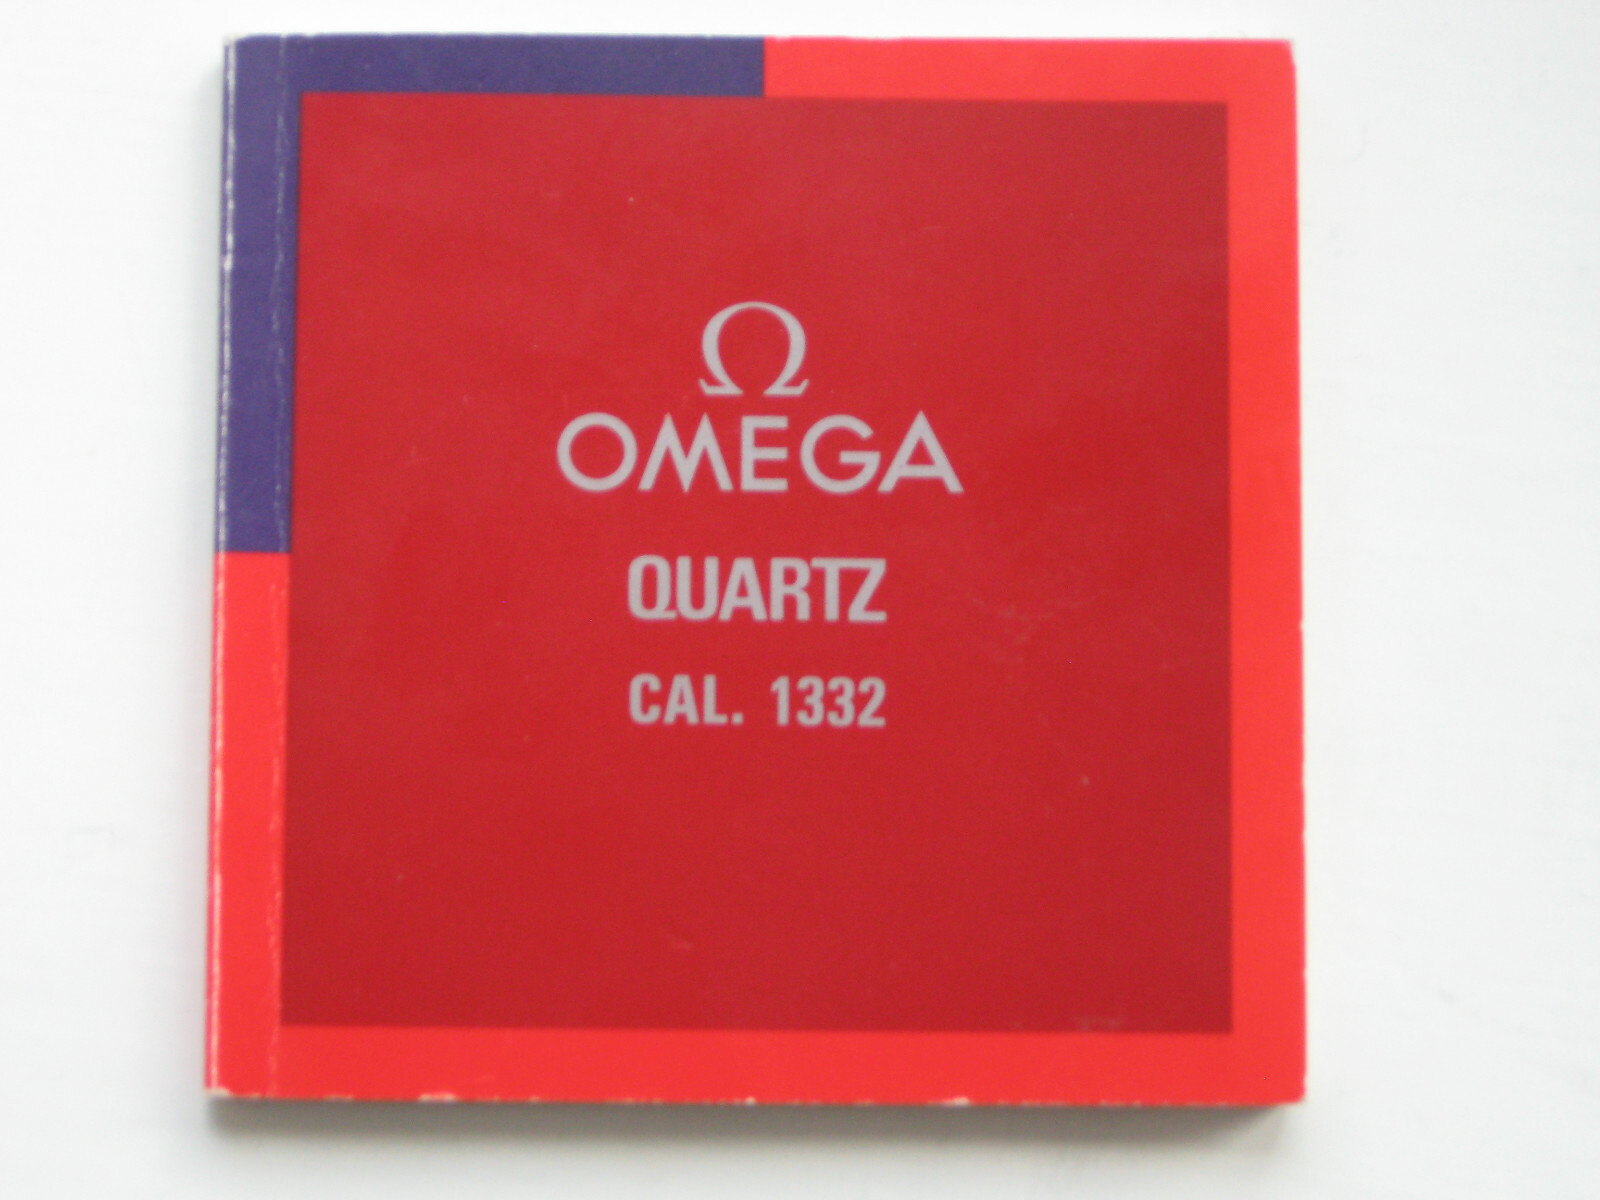 Ω
OMEGA
QUARTZ
CAL. 1332